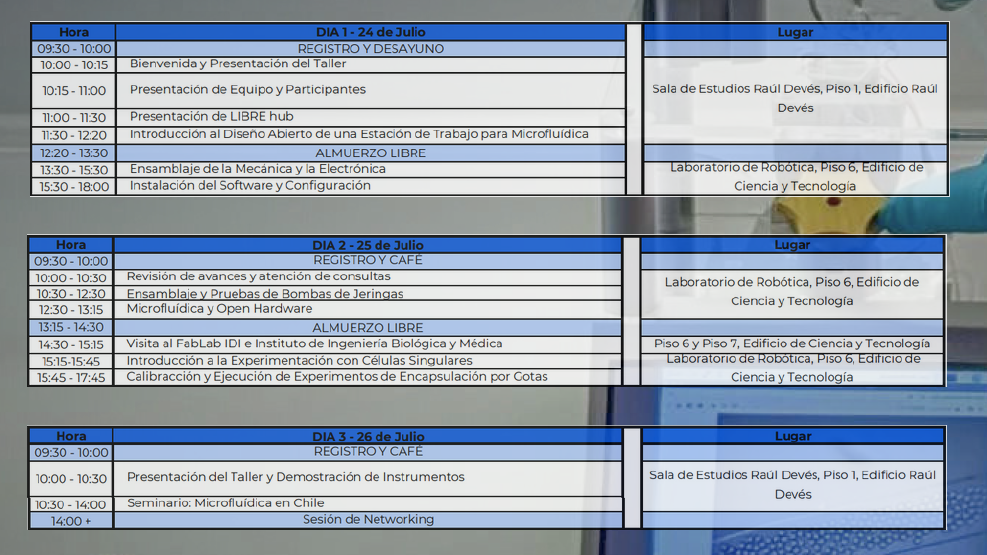 Hora DIA 1 - 24 de Julio Lugar
09:30 - 10:00 REGISTRO Y DESAYUNO
10:00 - 10:15 Bienvenida y Presentación del Taller
10:15 - 11:00 Presentación de Equipo y Participantes
Sala de Estudios Raúl Devés, Piso 1, Edificio Raúl
Devés
11:00 - 11:30 Presentación de LIBRE hub
11:30 - 12:20 Introducción al Diseño Abierto de una Estación de Trabajo para Microfluídica
12:20 - 13:30 ALMUERZO LIBRE
13:30 - 15:30 Ensamblaje de la Mecánica y la Electrónica
15:30 - 18:00 Instalación del Software y Configuración
Laboratorio de Robótica, Piso 6, Edificio de
Ciencia y Tecnología
Hora DIA 2 - 25 de Julio Lugar
09:30 - 10:00 REGISTRO Y CAFÉ
10:00 - 10:30 Revisión de avances y atención de consultas
10:30 - 12:30 Ensamblaje y Pruebas de Bombas de Jeringas
12:30 - 13:15 Microfluídica y Open Hardware
Laboratorio de Robótica, Piso 6, Edificio de
Ciencia y Tecnología
13:15 - 14:30 ALMUERZO LIBRE
14:30 - 15:15 Visita al FabLab IDI e Instituto de Ingeniería Biológica y Médica Piso 6 y Piso 7, Edificio de Ciencia y Tecnología
15:15-15:45 Introducción a la Experimentación con Células Singulares
15:45 - 17:45 Calibracción y Ejecución de Experimentos de Encapsulación por Gotas
Laboratorio de Robótica, Piso 6, Edificio de
Ciencia y Tecnología
Hora DIA 3 - 26 de Julio Lugar
09:30 - 10:00 REGISTRO Y CAFÉ
10:00 - 10:30 Presentación del Taller y Demostración de Instrumentos
Sala de Estudios Raúl Devés, Piso 1, Edificio Raúl
Devés
10:30 - 14:00 Seminario: Microfluídica en Chile
14:00 + Sesión de Networking